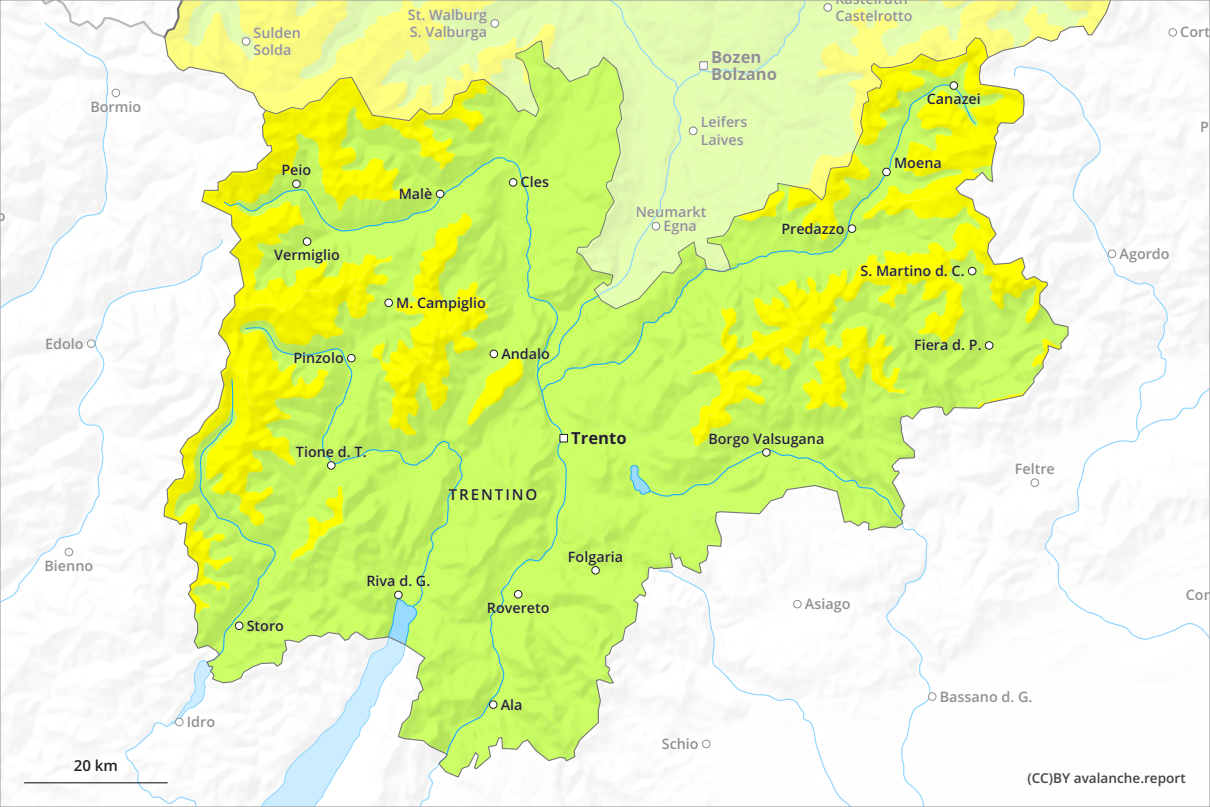 St. Walburg
S. Valburga
Kastelruth
Castelrotto
Sulden
Solda
Cort
Bozen
Bolzano
Bormio
Canazei
Leifers
Laives
P
Peio
Moena
Malè
Cles
Neumarkt
Egna
Predazzo
Vermiglio
Agordo
S. Martino d. C.
M. Campiglio
Edolo
Pinzolo
Andalo
Fiera d. P.
Trento
Borgo Valsugana
Tione d. T.
Feltre
TRENTINO
Bienno
Folgaria
Riva d. G.
Cor
Rovereto
Asiago
Storo
Bassano d. G.
Ala
Idro
Schio
20 km
(CC)BY avalanche.report